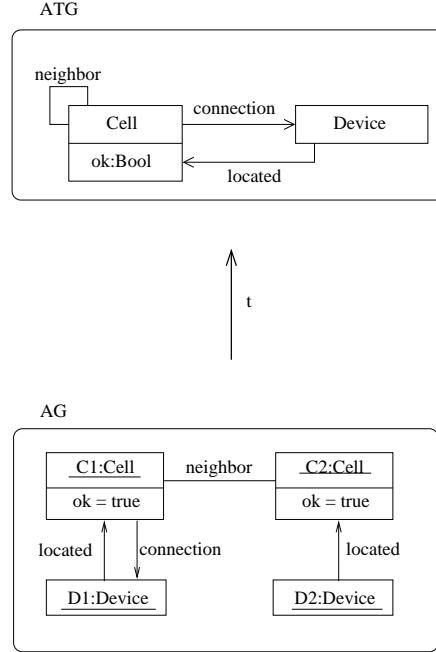 ATG
neighbor
Cell
connection
Device
ok:Bool
located
t
AG
C1:Cell
neighbor
C2:Cell
ok = true
ok = true
located
connection
located
D1:Device
D2:Device